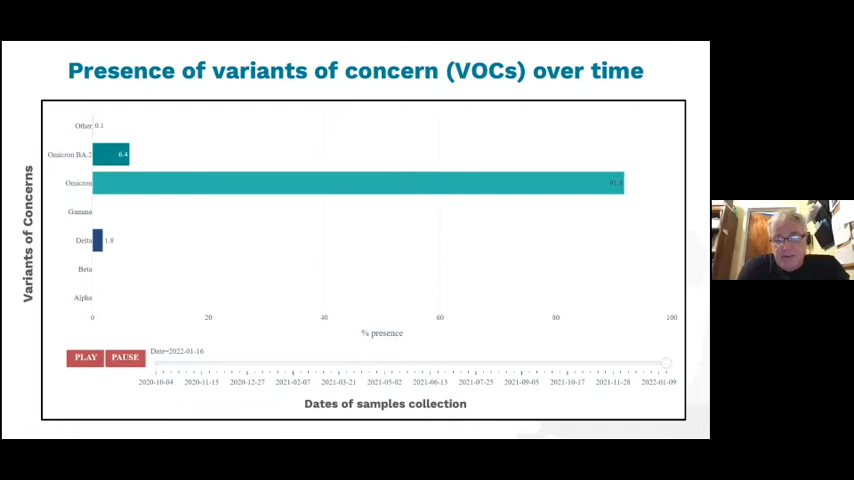 Presence of variants of concern (VOCs) over time
Variants of Concerns
Other 0.1
Omicron BA.2 6.4
Omicron
Gamma
Delta 1.8
Beta
Alpha
0 20 40 60 80 100
% presence
PLAY PAUSE Date=2022-01-16
2020-10-04 2020-11-15 2020-12-27 2021-02-07 2021-03-21 2021-05-02 2021-06-13 2021-07-25 2021-09-05 2021-10-17 2021-11-28 2022-01-09
Dates of samples collection